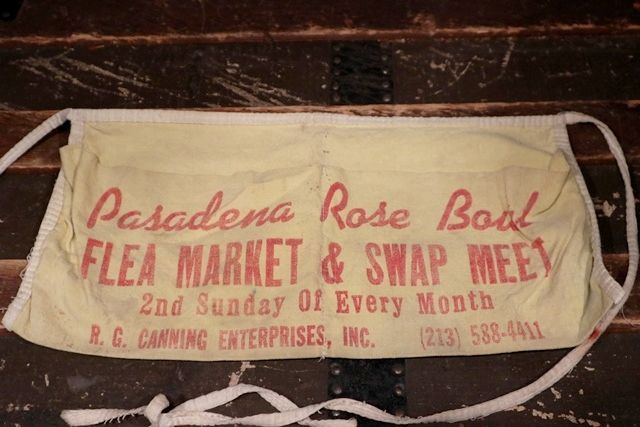 Pasadena Rose Bowl
FLEA MARKET & SWAP MEET
2nd Sunday Of Every Month
R. G. CANNING ENTERPRISES, INC. (213) 588-4411